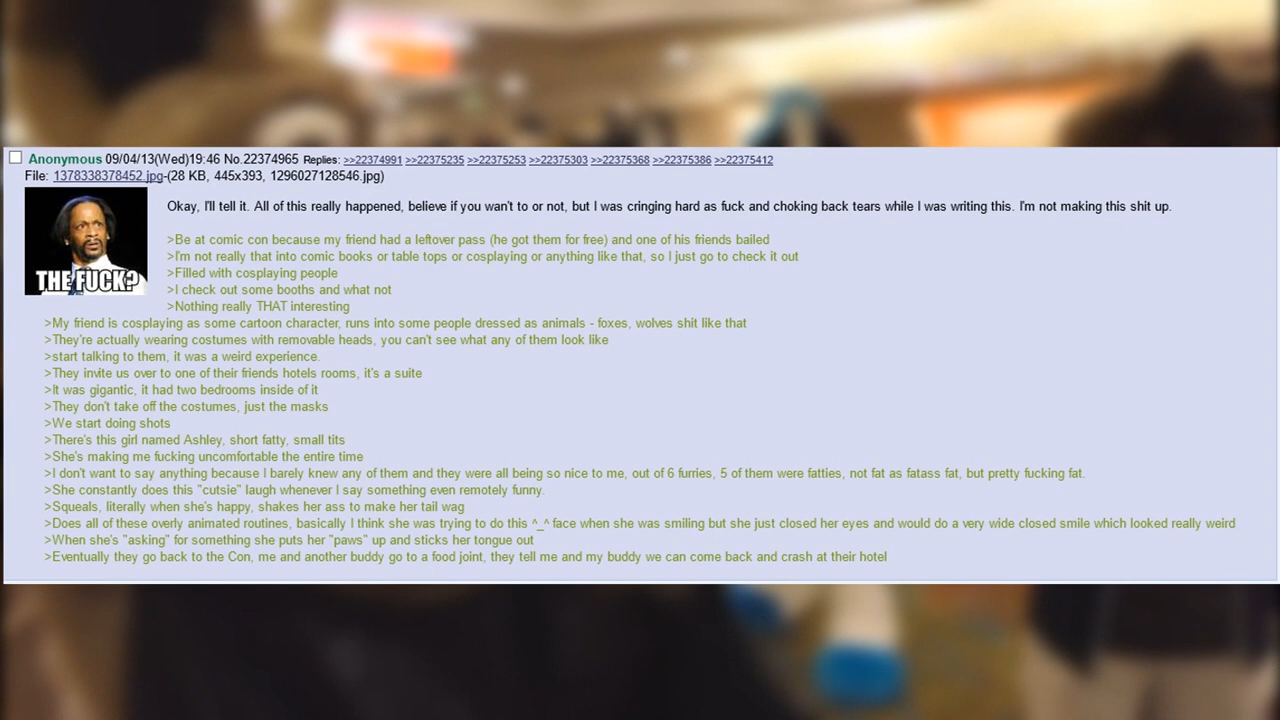 Anonymous 09/04/13(Wed)19:46 No.22374965 Replies: >>22374991 >>22375235 >>22375253 >>22375303 >>22375368 >>22375386 >>22375412
File: 1378338378452.jpg-(28 KB, 445x393, 1296027128546.jpg)
THE FUCK?
Okay, I'll tell it. All of this really happened, believe if you wan't to or not, but I was cringing hard as fuck and choking back tears while I was writing this. I'm not making this shit up.
>Be at comic con because my friend had a leftover pass (he got them for free) and one of his friends bailed
>I'm not really that into comic books or table tops or cosplaying or anything like that, so I just go to check it out
>Filled with cosplaying people
>I check out some booths and what not
>Nothing really THAT interesting
>My friend is cosplaying as some cartoon character, runs into some people dressed as animals - foxes, wolves shit like that
>They're actually wearing costumes with removable heads, you can't see what any of them look like
>start talking to them, it was a weird experience.
>They invite us over to one of their friends hotels rooms, it's a suite
>It was gigantic, it had two bedrooms inside of it
>They don't take off the costumes, just the masks
>We start doing shots
>There's this girl named Ashley, short fatty, small tits
>She's making me fucking uncomfortable the entire time
>I don't want to say anything because I barely knew any of them and they were all being so nice to me, out of 6 furries, 5 of them were fatties, not fat as fatass fat, but pretty fucking fat.
>She constantly does this "cutsie" laugh whenever I say something even remotely funny.
>Squeals, literally when she's happy, shakes her ass to make her tail wag
>Does all of these overly animated routines, basically I think she was trying to do this ^_^ face when she was smiling but she just closed her eyes and would do a very wide closed smile which looked really weird
>When she's "asking" for something she puts her "paws" up and sticks her tongue out
>Eventually they go back to the Con, me and another buddy go to a food joint, they tell me and my buddy we can come back and crash at their hotel